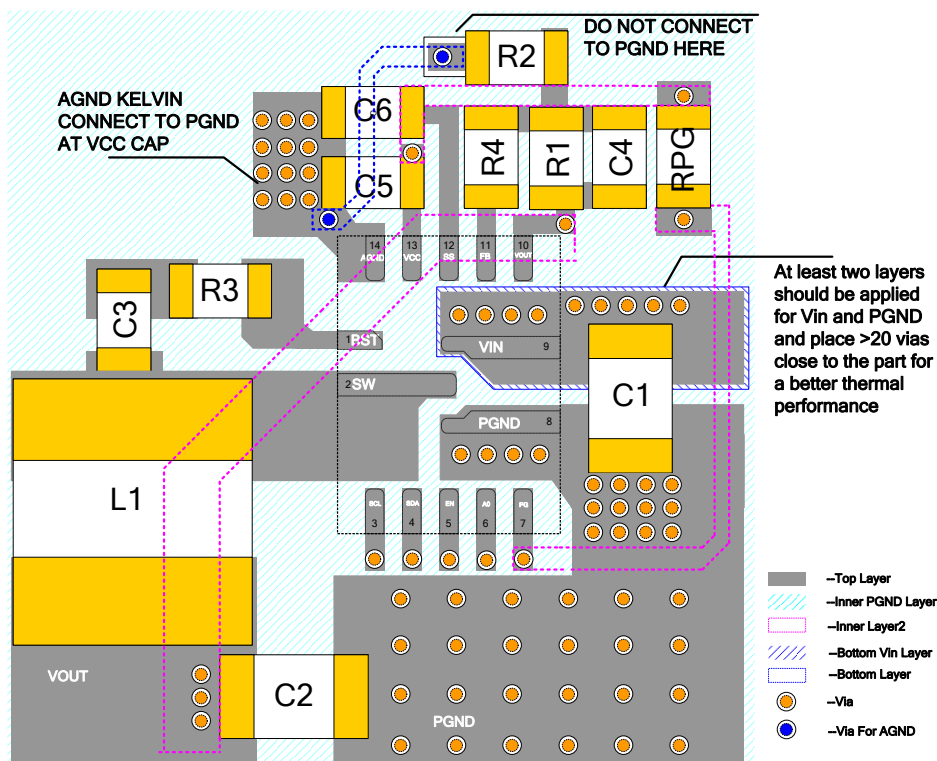 DO NOT CONNECT
TO PGND HERE
R2
AGND KELVIN
CONNECT TO PGND
AT VCC CAP
C6
C5
R4
R1
C4
RPG
14
AGND
13
VCC
12
SS
11
FB
10
VOUT
At least two layers
should be applied
for Vin and PGND
and place >20 vias
close to the part for
a better thermal
performance
C3
R3
1
BST
VIN
9
2
SW
C1
PGND
8
L1
SCL
3
SDA
4
EN
5
A0
6
PG
7
--Top Layer
--Inner PGND Layer
--Inner Layer2
--Bottom Vin Layer
--Bottom Layer
--Via
--Via For AGND
VOUT
C2
PGND